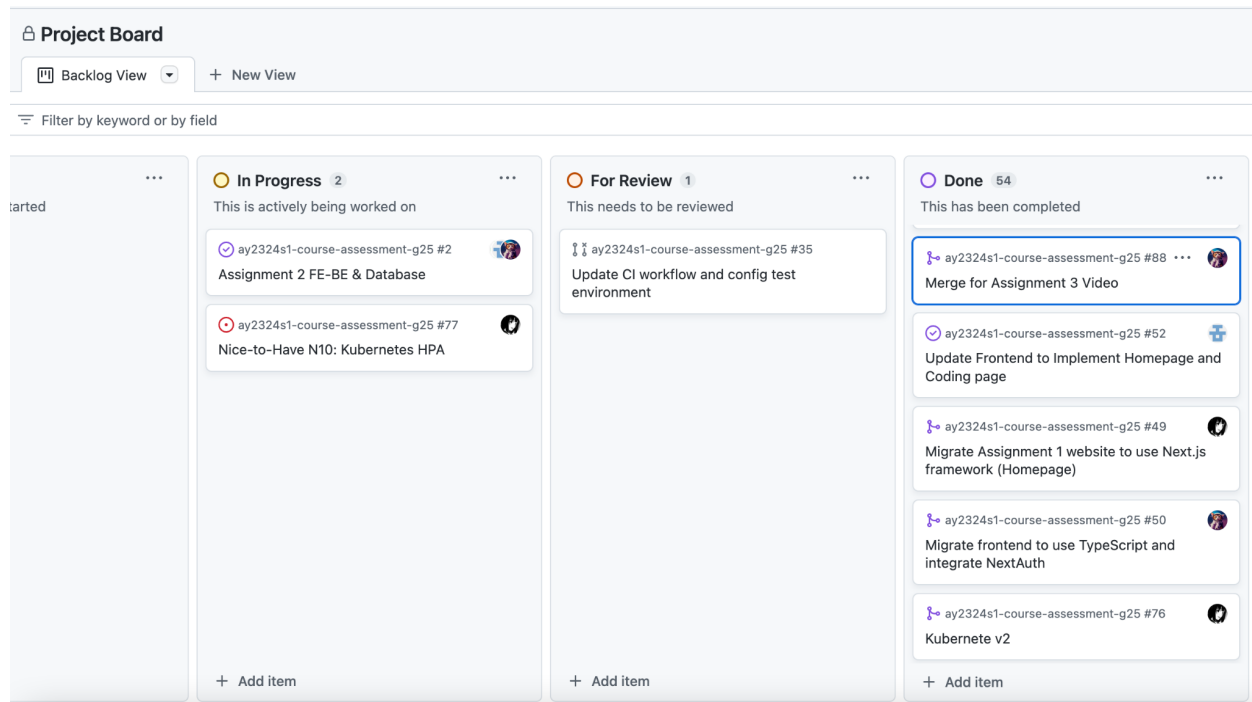 Project Board
Backlog View
New View
Filter by keyword or by field
tarted
In Progress 2
This is actively being worked on
ay2324s1-course-assessment-g25 #2
Assignment 2 FE-BE & Database
ay2324s1-course-assessment-g25 #77
Nice-to-Have N10: Kubernetes HPA
Add item
For Review 1
This needs to be reviewed
ay2324s1-course-assessment-g25 #35
Update CI workflow and config test
environment
Add item
Done 54
This has been completed
ay2324s1-course-assessment-g25 #88
Merge for Assignment 3 Video
ay2324s1-course-assessment-g25 #52
Update Frontend to Implement Homepage and
Coding page
ay2324s1-course-assessment-g25 #49
Migrate Assignment 1 website to use Next.js
framework (Homepage)
ay2324s1-course-assessment-g25 #50
Migrate frontend to use TypeScript and
integrate NextAuth
ay2324s1-course-assessment-g25 #76
Kubernete v2
Add item